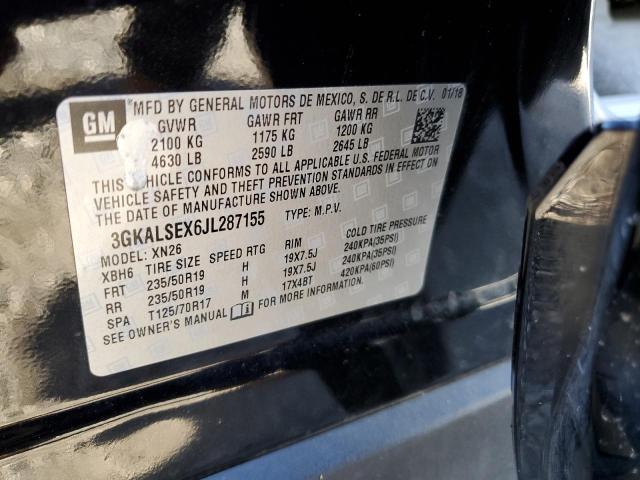 GM
MFD BY GENERAL MOTORS DE MEXICO, S. DE R.L. DE C.V. 01/18
GVWR GAWR FRT GAWR RR
2100 KG 1175 KG 1200 KG
4630 LB 2590 LB 2645 LB
THIS VEHICLE CONFORMS TO ALL APPLICABLE U.S. FEDERAL MOTOR
VEHICLE SAFETY AND THEFT PREVENTION STANDARDS IN EFFECT ON
THE DATE OF MANUFACTURE SHOWN ABOVE.
3GKALSEX6JL287155 TYPE: M.P.V.
MODEL: XN26
XBH6 TIRE SIZE SPEED RTG RIM COLD TIRE PRESSURE
FRT 235/50R19 H 19X7.5J 240KPA(35PSI)
RR 235/50R19 H 19X7.5J 240KPA(35PSI)
SPA T125/70R17 M 17X4BT 420KPA(60PSI)
SEE OWNER'S MANUAL FOR MORE INFORMATION.